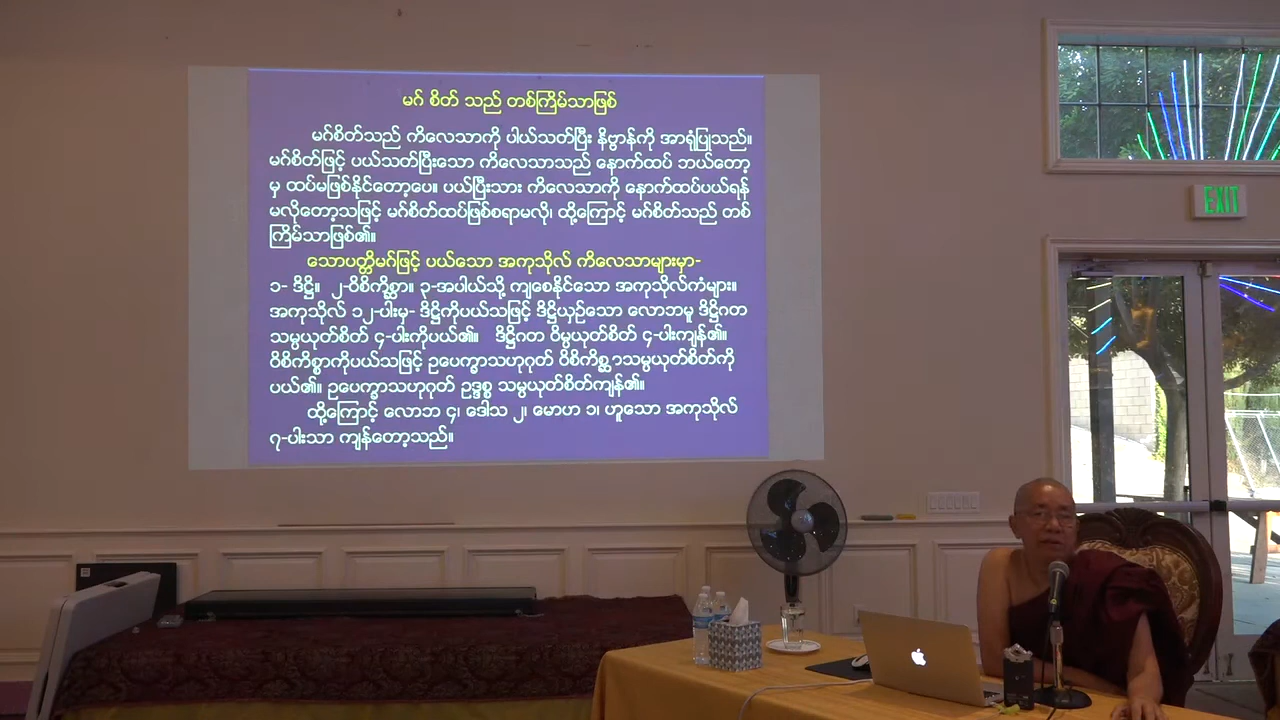 မဂ် စိတ် သည် တစ်ကြိမ်သာဖြစ်
မဂ်စိတ်သည် ကိလေသာကို ပါယ်သတ်ပြီး နိဗ္ဗာန်ကို အာရုံပြုသည်။
မဂ်စိတ်ဖြင့် ပယ်သတ်ပြီးသော ကိလေသာသည် နောက်ထပ် ဘယ်တော့
မှ ထပ်မဖြစ်နိုင်တော့ပေ။ ပယ်ပြီးသား ကိလေသာကို နောက်ထပ်ပယ်ရန်
မလိုတော့သဖြင့် မဂ်စိတ်ထပ်ဖြစ်စရာမလို၊ ထို့ကြောင့် မဂ်စိတ်သည် တစ်
ကြိမ်သာဖြစ်၏။
သောပတ္တိမဂ်ဖြင့် ပယ်သော အကုသိုလ် ကိလေသာများမှာ-
၁- ဒိဋ္ဌိ။ ၂-ဝိစိကိစ္ဆာ။ ၃-အပါယ်သို့ ကျစေနိုင်သော အကုသိုလ်ကံများ။
အကုသိုလ် ၁၂-ပါးမှ- ဒိဋ္ဌိကိုပယ်သဖြင့် ဒိဋ္ဌိယှဉ်သော လောဘမူ ဒိဋ္ဌိဂတ
သမ္ပယုတ်စိတ် ၄-ပါးကိုပယ်၏။ ဒိဋ္ဌိဂတ ဝိမ္ပယုတ်စိတ် ၄-ပါးကျန်၏။
ဝိစိကိစ္ဆာကိုပယ်သဖြင့် ဥပေက္ခာသဟဂုတ် ဝိစိကိစ္ဆာသမ္ပယုတ်စိတ်ကို
ပယ်၏။ ဥပေက္ခာသဟဂုတ် ဥဒ္ဒစ္စ သမ္ပယုတ်စိတ်ကျန်၏။
ထို့ကြောင့် လောဘ ၄၊ ဒေါသ ၂၊ မောဟ ၁၊ ဟူသော အကုသိုလ်
၇-ပါးသာ ကျန်တော့သည်။
EXIT